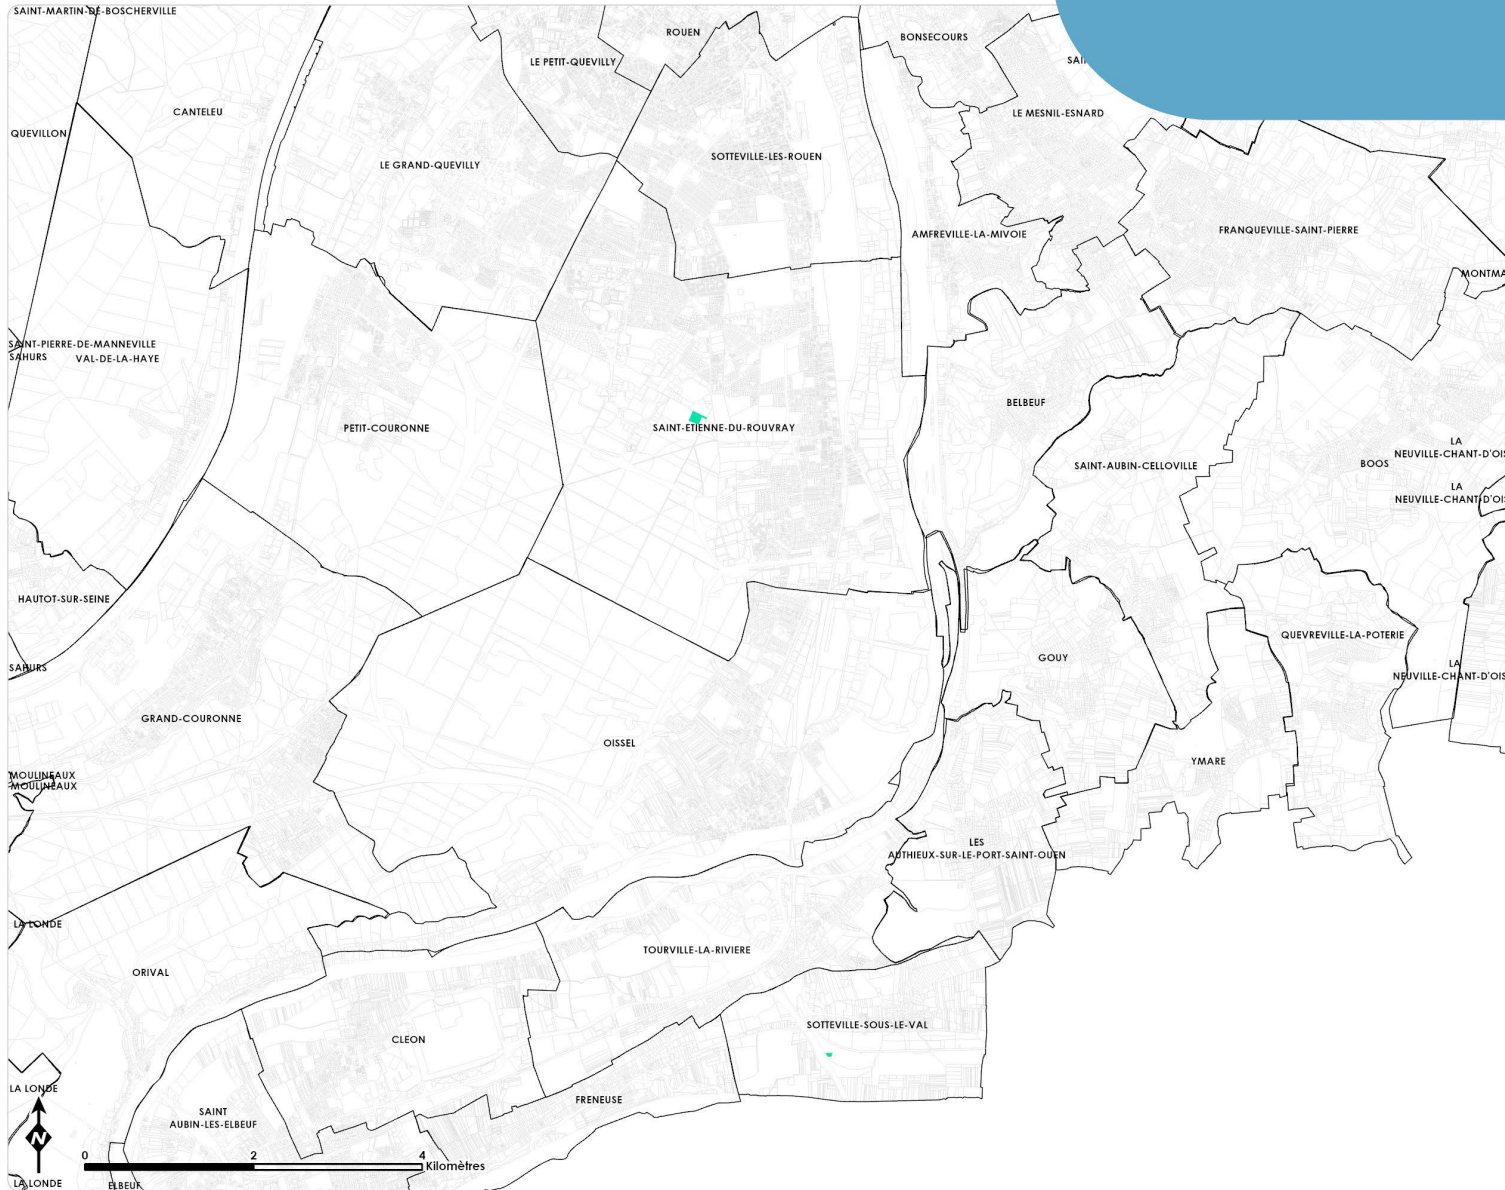 SAINT-MARTIN-DE-BOSCHERVILLE
ROUEN
BONSECOURS
LE PETIT-QUEVILLY
CANTELEU
LE MESNIL-ESNARD
QUEVILLON
LE GRAND-QUEVILLY
SOTTEVILLE-LES-ROUEN
AMFREVILLE-LA-MIVOIE
FRANQUEVILLE-SAINT-PIERRE
MONTMA
SAINT-PIERRE-DE-MANNEVILLE
SAHURS
VAL-DE-LA-HAYE
BELBEUF
PETIT-COURONNE
SAINT-ETIENNE-DU-ROUVRAY
SAINT-AUBIN-CELLOVILLE
BOOS
LA
NEUVILLE-CHANT-D'OIS
LA
NEUVILLE-CHANT-D'OIS
HAUTOT-SUR-SEINE
QUEVREVILLE-LA-POTERIE
GOUY
SAHURS
LA
NEUVILLE-CHANT-D'OIS
GRAND-COURONNE
OISSEL
YMARE
MOULINEAUX
MOULINEAUX
LES
AUTHIEUX-SUR-LE-PORT-SAINT-OUEN
LA LONDE
TOURVILLE-LA-RIVIERE
ORIVAL
SOTTEVILLE-SOUS-LE-VAL
CLEON
LA LONDE
FRENEUSE
SAINT
AUBIN-LES-ELBEUF
N
0 2 4
Kilomètres
LA LONDE
ELBEUF